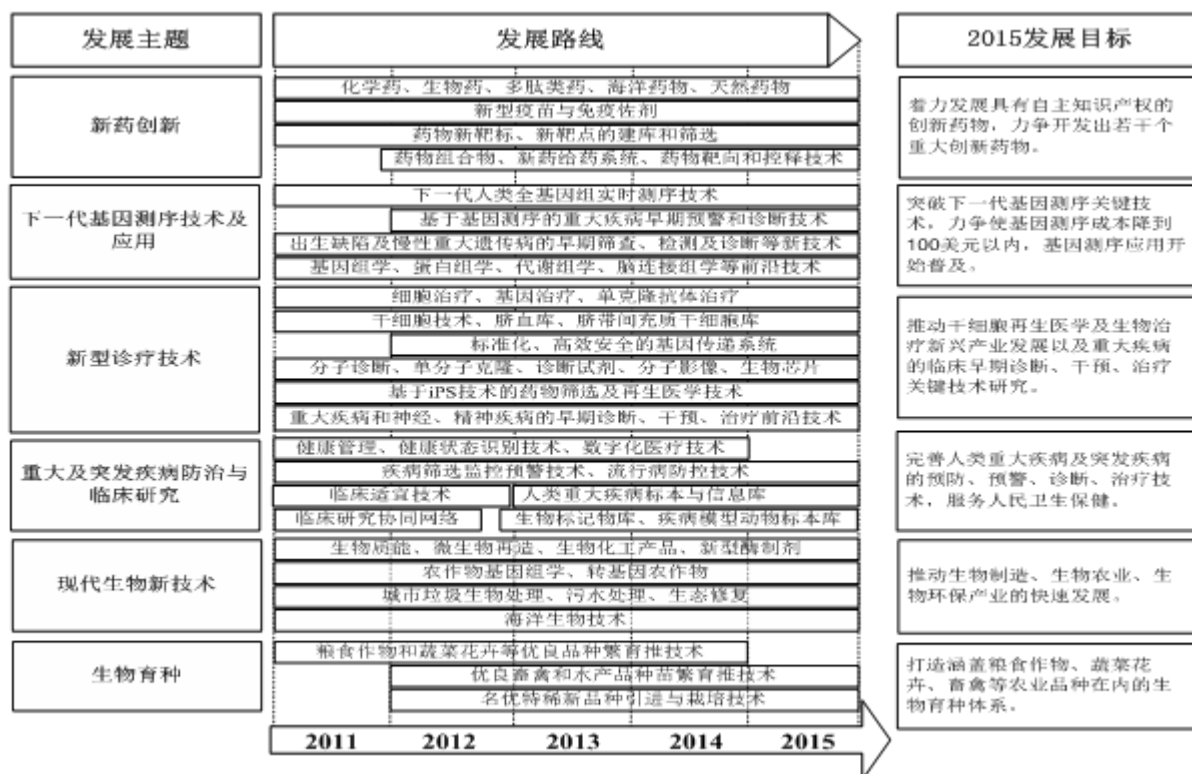 发展主题
发展路线
2015发展目标
新药创新
化学药、生物药、多肽类药、海洋药物、天然药物
新型疫苗与免疫佐剂
药物新靶标、新靶点的建库和筛选
药物组合物、新药给药系统、药物靶向和控释技术
着力发展具有自主知识产权的
创新药物，力争开发出若干个
重大创新药物。
下一代基因测序技术及
应用
下一代人类全基因组实时测序技术
基于基因测序的重大疾病早期预警和诊断技术
出生缺陷及慢性重大遗传病的早期筛查、检测及诊断等新技术
基因组学、蛋白组学、代谢组学、脑连接组学等前沿技术
突破下一代基因测序关键技
术，力争使基因测序成本降到
100美元以内，基因测序应用开
始普及。
新型诊疗技术
细胞治疗、基因治疗、单克隆抗体治疗
干细胞技术、脐血库、脐带间充质干细胞库
标准化、高效安全的基因传递系统
分子诊断、单分子克隆、诊断试剂、分子影像、生物芯片
基于iPS技术的药物筛选及再生医学技术
重大疾病和神经、精神疾病的早期诊断、干预、治疗前沿技术
推动干细胞再生医学及生物治
疗新兴产业发展以及重大疾病
的临床早期诊断、干预、治疗
关键技术研究。
重大及突发疾病防治与
临床研究
健康管理、健康状态识别技术、数字化医疗技术
疾病筛选监控预警技术、流行病防控技术
临床适宜技术
人类重大疾病标本与信息库
临床研究协同网络
生物标记物库、疾病模型动物标本库
完善人类重大疾病及突发疾病
的预防、预警、诊断、治疗技
术，服务人民卫生保健。
现代生物新技术
生物质能、微生物再造、生物化工产品、新型酶制剂
农作物基因组学、转基因农作物
城市垃圾生物处理、污水处理、生态修复
海洋生物技术
推动生物制造、生物农业、生
物环保产业的快速发展。
生物育种
粮食作物和蔬菜花卉等优良品种繁育推技术
优良畜禽和水产品种苗繁育推技术
名优特稀新品种引进与栽培技术
打造涵盖粮食作物、蔬菜花
卉、畜禽等农业品种在内的生
物育种体系。
2011 2012 2013 2014 2015